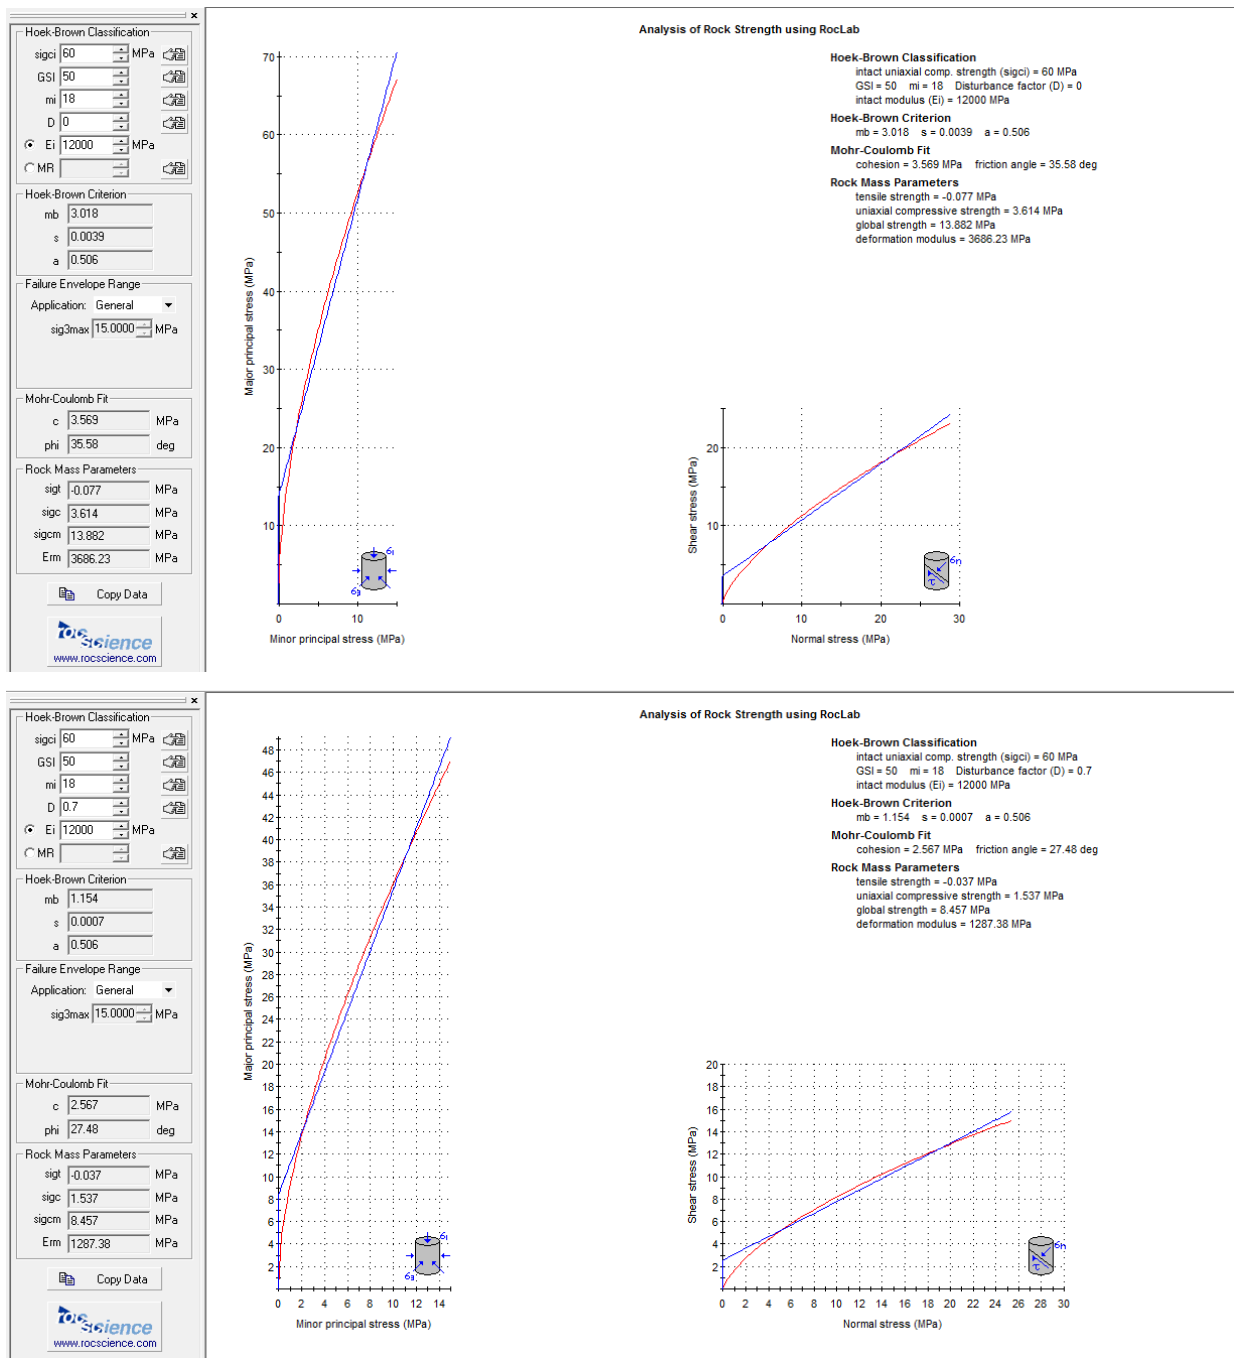 Hoek-Brown Classification
sigci 60 MPa
GSI 50
mi 18
D 0
Ei 12000 MPa
MR
Hoek-Brown Criterion
mb 3.018
s 0.0039
a 0.506
Failure Envelope Range
Application: General
sig3max 15.0000 MPa
Mohr-Coulomb Fit
c 3.569 MPa
phi 35.58 deg
Rock Mass Parameters
sigt -0.077 MPa
sigc 3.614 MPa
sigcm 13.882 MPa
Erm 3686.23 MPa
Copy Data
rocscience
www.rocscience.com
Analysis of Rock Strength using RocLab
Hoek-Brown Classification
intact uniaxial comp. strength (sigci) = 60 MPa
GSI = 50 mi = 18 Disturbance factor (D) = 0
intact modulus (Ei) = 12000 MPa
Hoek-Brown Criterion
mb = 3.018 s = 0.0039 a = 0.506
Mohr-Coulomb Fit
cohesion = 3.569 MPa friction angle = 35.58 deg
Rock Mass Parameters
tensile strength = -0.077 MPa
uniaxial compressive strength = 3.614 MPa
global strength = 13.882 MPa
deformation modulus = 3686.23 MPa
Major principal stress (MPa)
70
60
50
40
30
20
10
0 10
Minor principal stress (MPa)
σ1
σ3
Shear stress (MPa)
20
10
0 10 20 30
Normal stress (MPa)
σn
τ
Hoek-Brown Classification
sigci 60 MPa
GSI 50
mi 18
D 0.7
Ei 12000 MPa
MR
Hoek-Brown Criterion
mb 1.154
s 0.0007
a 0.506
Failure Envelope Range
Application: General
sig3max 15.0000 MPa
Mohr-Coulomb Fit
c 2.567 MPa
phi 27.48 deg
Rock Mass Parameters
sigt -0.037 MPa
sigc 1.537 MPa
sigcm 8.457 MPa
Erm 1287.38 MPa
Copy Data
rocscience
www.rocscience.com
Analysis of Rock Strength using RocLab
Hoek-Brown Classification
intact uniaxial comp. strength (sigci) = 60 MPa
GSI = 50 mi = 18 Disturbance factor (D) = 0.7
intact modulus (Ei) = 12000 MPa
Hoek-Brown Criterion
mb = 1.154 s = 0.0007 a = 0.506
Mohr-Coulomb Fit
cohesion = 2.567 MPa friction angle = 27.48 deg
Rock Mass Parameters
tensile strength = -0.037 MPa
uniaxial compressive strength = 1.537 MPa
global strength = 8.457 MPa
deformation modulus = 1287.38 MPa
Major principal stress (MPa)
48
46
44
42
40
38
36
34
32
30
28
26
24
22
20
18
16
14
12
10
8
6
4
2
0 2 4 6 8 10 12 14
Minor principal stress (MPa)
σ1
σ3
Shear stress (MPa)
20
18
16
14
12
10
8
6
4
2
0 2 4 6 8 10 12 14 16 18 20 22 24 26 28 30
Normal stress (MPa)
σn
τ